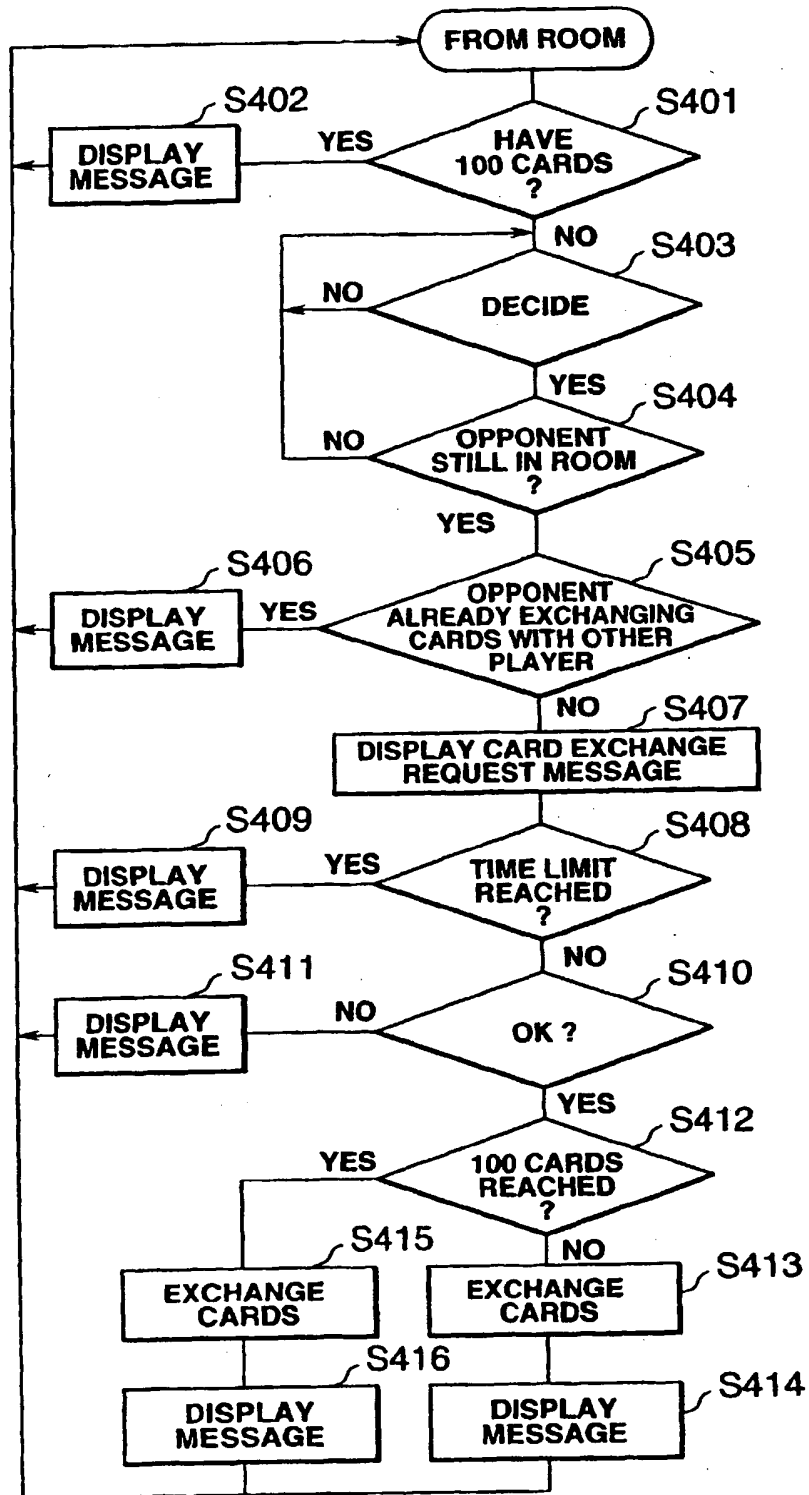 FROM ROOM
S401
S402
HAVE
100 CARDS
?
YES
DISPLAY
MESSAGE
NO
S403
DECIDE
NO
YES
S404
OPPONENT
STILL IN ROOM
?
NO
YES
S405
S406
OPPONENT
ALREADY EXCHANGING
CARDS WITH OTHER
PLAYER
YES
DISPLAY
MESSAGE
NO
S407
DISPLAY CARD EXCHANGE
REQUEST MESSAGE
S408
S409
TIME LIMIT
REACHED
?
YES
DISPLAY
MESSAGE
NO
S410
S411
OK ?
NO
DISPLAY
MESSAGE
YES
S412
100 CARDS
REACHED
?
YES
NO
S415
EXCHANGE
CARDS
S413
EXCHANGE
CARDS
S416
DISPLAY
MESSAGE
S414
DISPLAY
MESSAGE